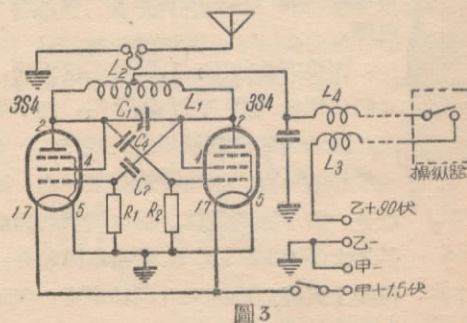 L₂
3S4
C₁
L₁
3S4
L₄
2
C₄
2
4
C₂
4
L₃
操縦器
17
5
R₁
R₂
17
5
乙+90伏
乙-
甲-
甲+1.5伏
圖3